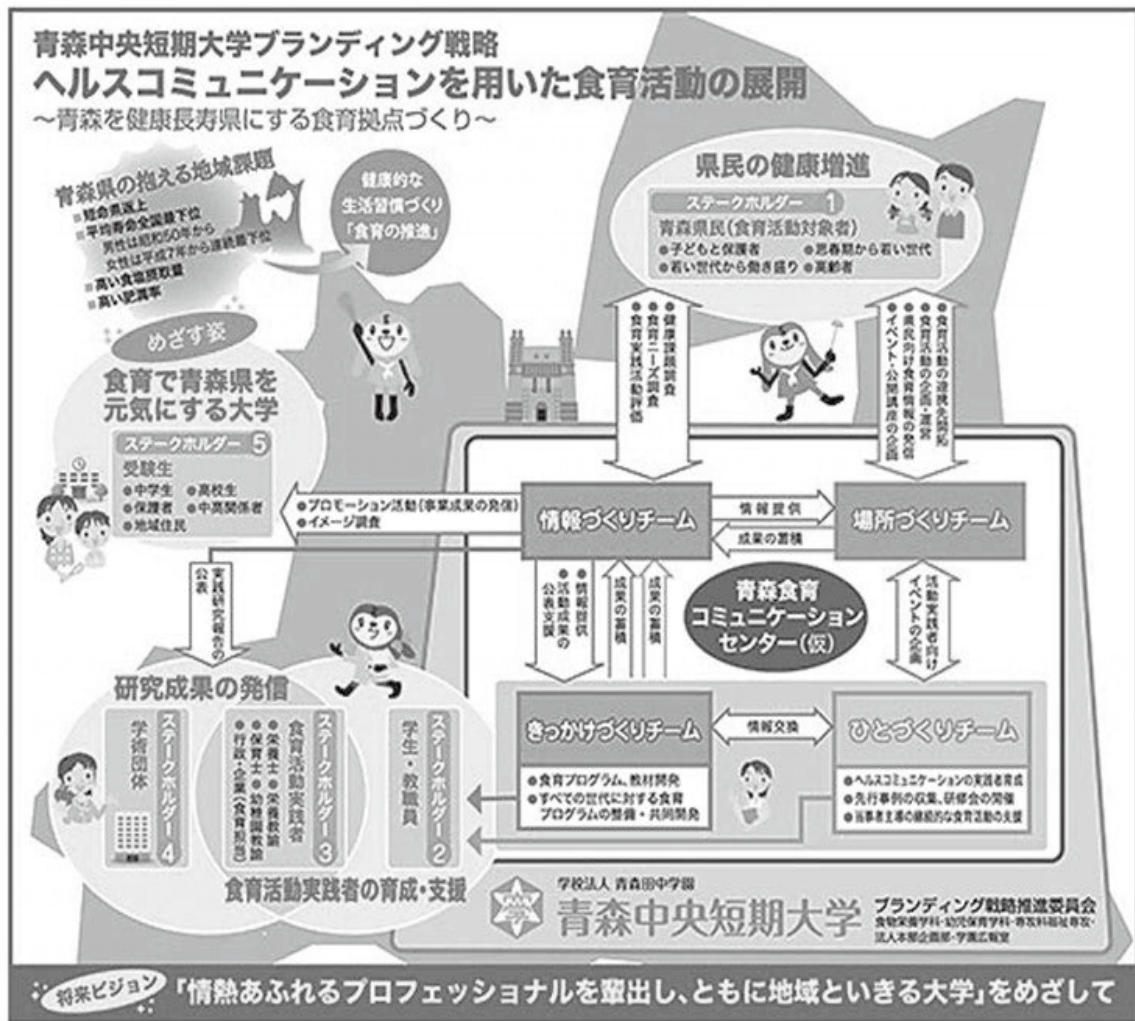 青森中央短期大学ブランディング戦略
ヘルスコミュニケーションを用いた食育活動の展開
～青森を健康長寿県にする食育拠点づくり～
青森県の抱える地域課題
■短命県返上
■平均寿命全国最下位
男性は昭和50年から
女性は平成7年から連続最下位
■高い食塩摂取量
■高い肥満率
健康的な
生活習慣づくり
「食育の推進」
県民の健康増進
ステークホルダー 1
青森県民(食育活動対象者)
●子どもと保護者 ●思春期から若い世代
●若い世代から働き盛り ●高齢者
めざす姿
食育で青森県を
元気にする大学
ステークホルダー 5
受験生
●中学生 ●高校生
●保護者 ●中高関係者
●地域住民
●健康課題調査
●食育ニーズ調査
●食育実践活動評価
●食育活動の連携先開拓
●食育活動の企画・運営
●県民向け食育情報の発信
●イベント・公開講座の企画
●プロモーション活動(事業成果の発信)
●イメージ調査
情報づくりチーム
情報提供
成果の蓄積
場所づくりチーム
実践研究報告の
公表
●情報提供
●活動成果の
公表支援
成果の蓄積
成果の蓄積
青森食育
コミュニケーション
センター(仮)
活動実践者向け
イベントの企画
研究成果の発信
ステークホルダー 4
学術団体
ステークホルダー 3
食育活動実践者
●栄養士 ●栄養教諭
●保育士 ●幼稚園教諭
●行政・企業(食育担当)
ステークホルダー 2
学生・教職員
食育活動実践者の育成・支援
きっかけづくりチーム
●食育プログラム、教材開発
●すべての世代に対する食育
プログラムの整備・共同開発
情報交換
ひとづくりチーム
●ヘルスコミュニケーションの実践者育成
●先行事例の収集、研修会の開催
●当事者主導の継続的な食育活動の支援
学校法人 青森田中学園
青森中央短期大学
ブランディング戦略推進委員会
食物栄養学科・幼児保育学科・専攻科福祉専攻・
法人本部企画部・学園広報室
将来ビジョン 「情熱あふれるプロフェッショナルを輩出し、ともに地域といきる大学」をめざして